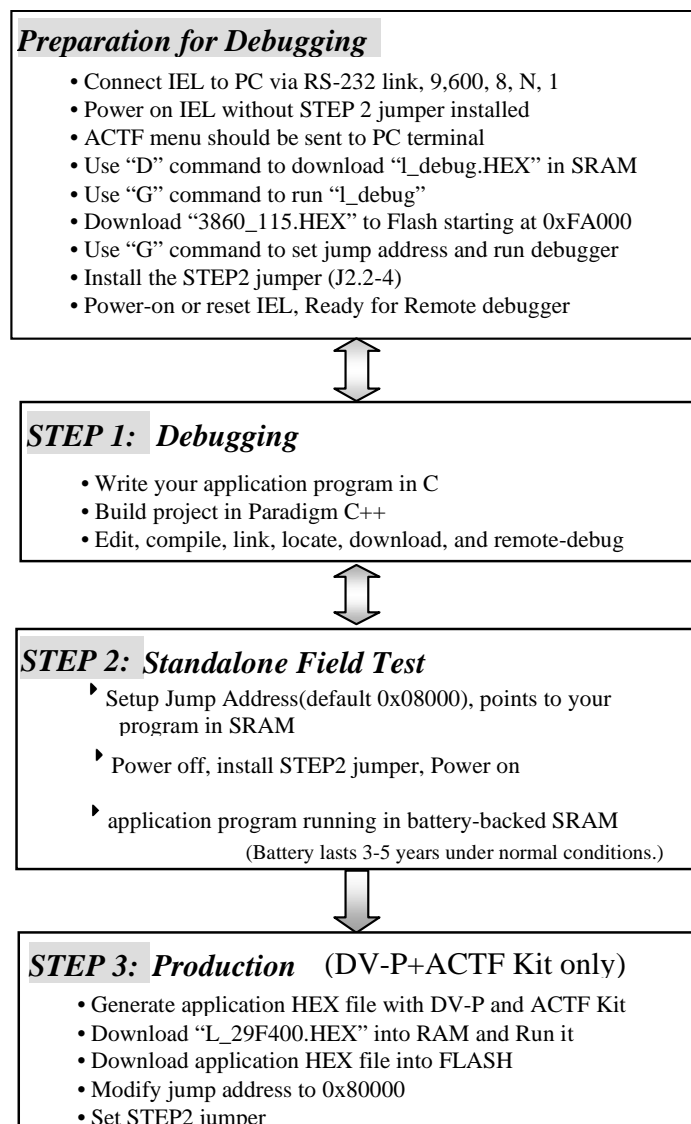 Preparation for Debugging
• Connect IEL to PC via RS-232 link, 9,600, 8, N, 1
• Power on IEL without STEP 2 jumper installed
• ACTF menu should be sent to PC terminal
• Use “D” command to download “l_debug.HEX” in SRAM
• Use “G” command to run “l_debug”
• Download “3860_115.HEX” to Flash starting at 0xFA000
• Use “G” command to set jump address and run debugger
• Install the STEP2 jumper (J2.2-4)
• Power-on or reset IEL, Ready for Remote debugger
STEP 1: Debugging
• Write your application program in C
• Build project in Paradigm C++
• Edit, compile, link, locate, download, and remote-debug
STEP 2: Standalone Field Test
Setup Jump Address(default 0x08000), points to your
program in SRAM
Power off, install STEP2 jumper, Power on
application program running in battery-backed SRAM
(Battery lasts 3-5 years under normal conditions.)
STEP 3: Production (DV-P+ACTF Kit only)
• Generate application HEX file with DV-P and ACTF Kit
• Download “L_29F400.HEX” into RAM and Run it
• Download application HEX file into FLASH
• Modify jump address to 0x80000
• Set STEP2 jumper